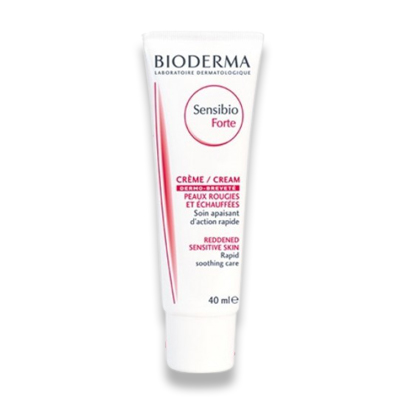 BIODERMA
LABORATOIRE DERMATOLOGIQUE
Sensibio
Forte
CRÈME / CREAM
DERMO-BREVETÉ
PEAUX ROUGIES
ET ÉCHAUFFÉES
Soin apaisant
d'action rapide
REDDENED
SENSITIVE SKIN
Rapid
soothing care
40 ml e